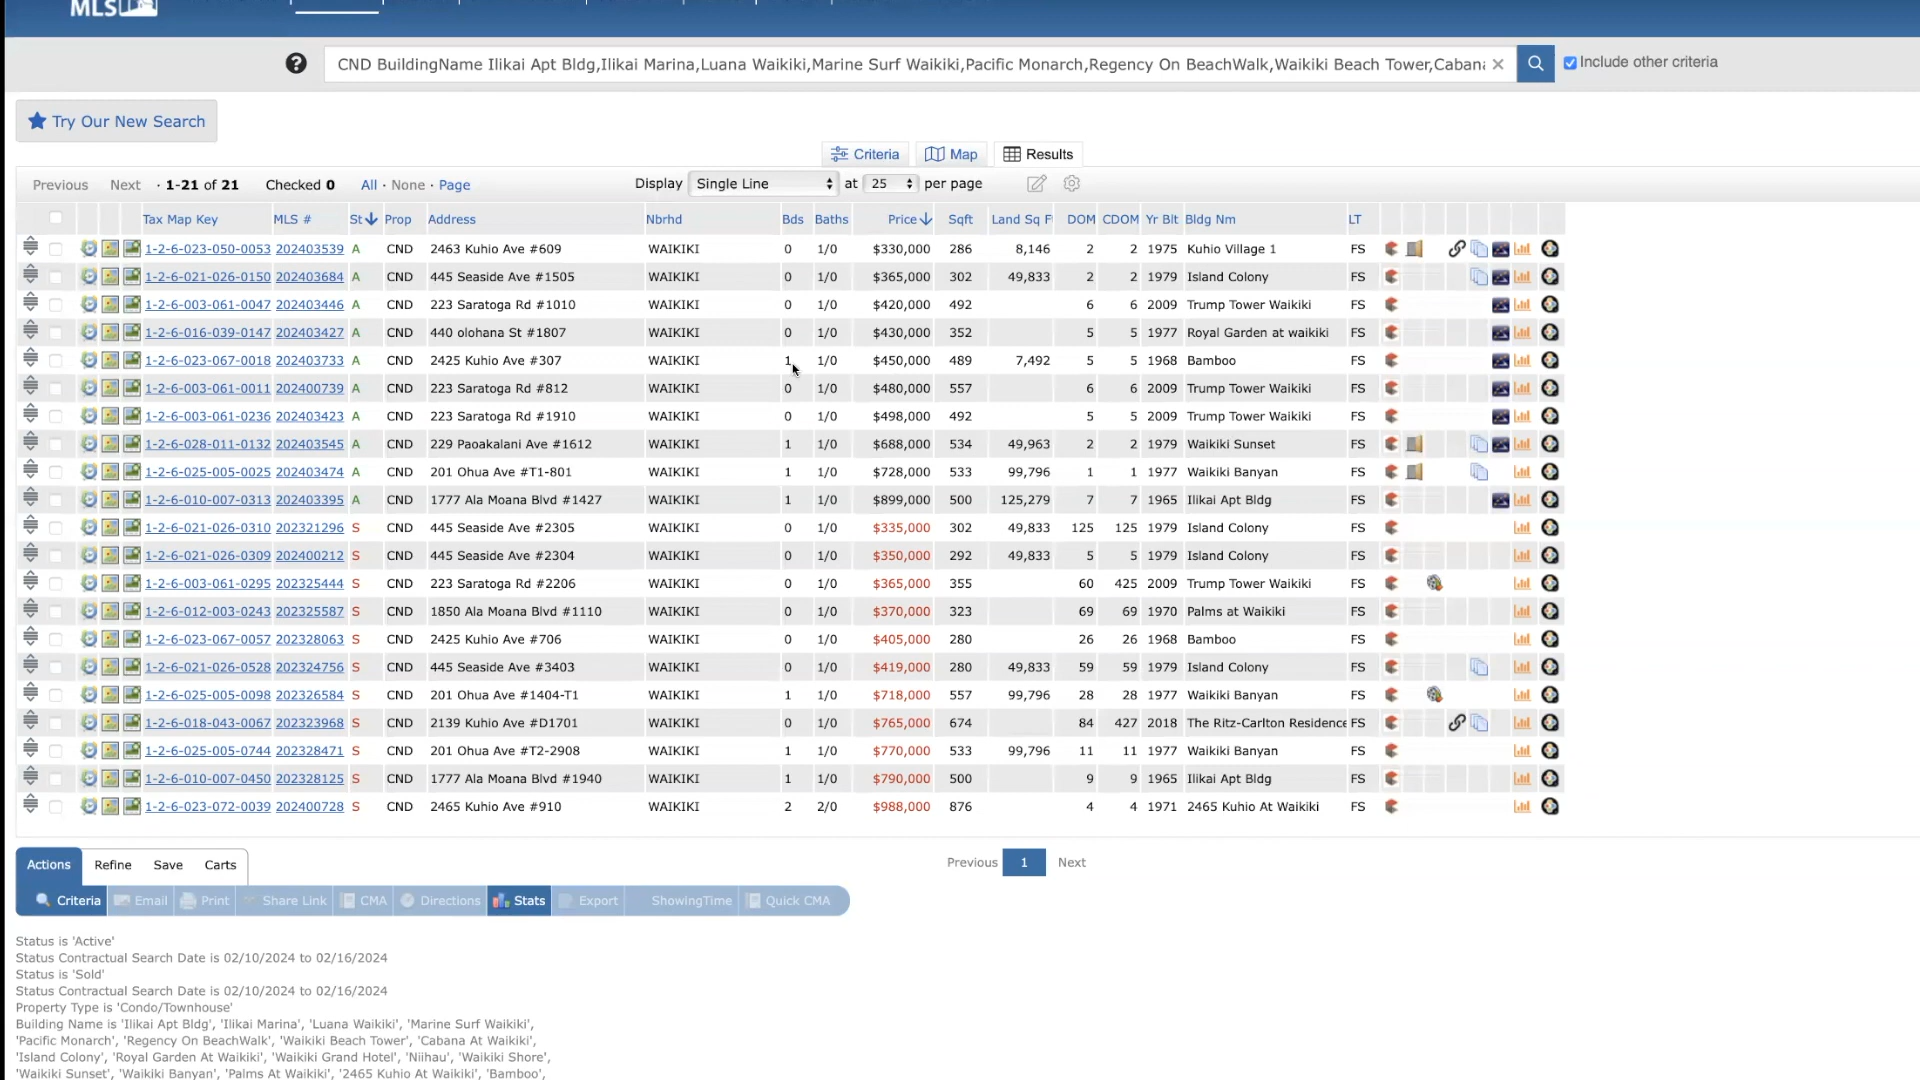 MLS
CND BuildingName Ilikai Apt Bldg,Ilikai Marina,Luana Waikiki,Marine Surf Waikiki,Pacific Monarch,Regency On BeachWalk,Waikiki Beach Tower,Cabana Include other criteria
Try Our New Search
Criteria Map Results
Previous Next · 1-21 of 21 Checked 0 All · None · Page Display Single Line at 25 per page
Tax Map Key MLS # St Prop Address Nbrhd Bds Baths Price Sqft Land Sq F DOM CDOM Yr Blt Bldg Nm LT
1-2-6-023-050-0053 202403539 A CND 2463 Kuhio Ave #609 WAIKIKI 0 1/0 $330,000 286 8,146 2 2 1975 Kuhio Village 1 FS
1-2-6-021-026-0150 202403684 A CND 445 Seaside Ave #1505 WAIKIKI 0 1/0 $365,000 302 49,833 2 2 1979 Island Colony FS
1-2-6-003-061-0047 202403446 A CND 223 Saratoga Rd #1010 WAIKIKI 0 1/0 $420,000 492 6 6 2009 Trump Tower Waikiki FS
1-2-6-016-039-0147 202403427 A CND 440 olohana St #1807 WAIKIKI 0 1/0 $430,000 352 5 5 1977 Royal Garden at waikiki FS
1-2-6-023-067-0018 202403733 A CND 2425 Kuhio Ave #307 WAIKIKI 1 1/0 $450,000 489 7,492 5 5 1968 Bamboo FS
1-2-6-003-061-0011 202400739 A CND 223 Saratoga Rd #812 WAIKIKI 0 1/0 $480,000 557 6 6 2009 Trump Tower Waikiki FS
1-2-6-003-061-0236 202403423 A CND 223 Saratoga Rd #1910 WAIKIKI 0 1/0 $498,000 492 5 5 2009 Trump Tower Waikiki FS
1-2-6-028-011-0132 202403545 A CND 229 Paoakalani Ave #1612 WAIKIKI 1 1/0 $688,000 534 49,963 2 2 1979 Waikiki Sunset FS
1-2-6-025-005-0025 202403474 A CND 201 Ohua Ave #T1-801 WAIKIKI 1 1/0 $728,000 533 99,796 1 1 1977 Waikiki Banyan FS
1-2-6-010-007-0313 202403395 A CND 1777 Ala Moana Blvd #1427 WAIKIKI 1 1/0 $899,000 500 125,279 7 7 1965 Ilikai Apt Bldg FS
1-2-6-021-026-0310 202321296 S CND 445 Seaside Ave #2305 WAIKIKI 0 1/0 $335,000 302 49,833 125 125 1979 Island Colony FS
1-2-6-021-026-0309 202400212 S CND 445 Seaside Ave #2304 WAIKIKI 0 1/0 $350,000 292 49,833 5 5 1979 Island Colony FS
1-2-6-003-061-0295 202325444 S CND 223 Saratoga Rd #2206 WAIKIKI 0 1/0 $365,000 355 60 425 2009 Trump Tower Waikiki FS
1-2-6-012-003-0243 202325587 S CND 1850 Ala Moana Blvd #1110 WAIKIKI 0 1/0 $370,000 323 69 69 1970 Palms at Waikiki FS
1-2-6-023-067-0057 202328063 S CND 2425 Kuhio Ave #706 WAIKIKI 0 1/0 $405,000 280 26 26 1968 Bamboo FS
1-2-6-021-026-0528 202324756 S CND 445 Seaside Ave #3403 WAIKIKI 0 1/0 $419,000 280 49,833 59 59 1979 Island Colony FS
1-2-6-025-005-0098 202326584 S CND 201 Ohua Ave #1404-T1 WAIKIKI 1 1/0 $718,000 557 99,796 28 28 1977 Waikiki Banyan FS
1-2-6-018-043-0067 202323968 S CND 2139 Kuhio Ave #D1701 WAIKIKI 0 1/0 $765,000 674 84 427 2018 The Ritz-Carlton Residence FS
1-2-6-025-005-0744 202328471 S CND 201 Ohua Ave #T2-2908 WAIKIKI 1 1/0 $770,000 533 99,796 11 11 1977 Waikiki Banyan FS
1-2-6-010-007-0450 202328125 S CND 1777 Ala Moana Blvd #1940 WAIKIKI 1 1/0 $790,000 500 9 9 1965 Ilikai Apt Bldg FS
1-2-6-023-072-0039 202400728 S CND 2465 Kuhio Ave #910 WAIKIKI 2 2/0 $988,000 876 4 4 1971 2465 Kuhio At Waikiki FS
Actions Refine Save Carts Previous 1 Next
Criteria Email Print Share Link CMA Directions Stats Export ShowingTime Quick CMA
Status is 'Active'
Status Contractual Search Date is 02/10/2024 to 02/16/2024
Status is 'Sold'
Status Contractual Search Date is 02/10/2024 to 02/16/2024
Property Type is 'Condo/Townhouse'
Building Name is 'Ilikai Apt Bldg', 'Ilikai Marina', 'Luana Waikiki', 'Marine Surf Waikiki',
'Pacific Monarch', 'Regency On BeachWalk', 'Waikiki Beach Tower', 'Cabana At Waikiki',
'Island Colony', 'Royal Garden At Waikiki', 'Waikiki Grand Hotel', 'Niihau', 'Waikiki Shore',
'Waikiki Sunset', 'Waikiki Banyan', 'Palms At Waikiki', '2465 Kuhio At Waikiki', 'Bamboo',